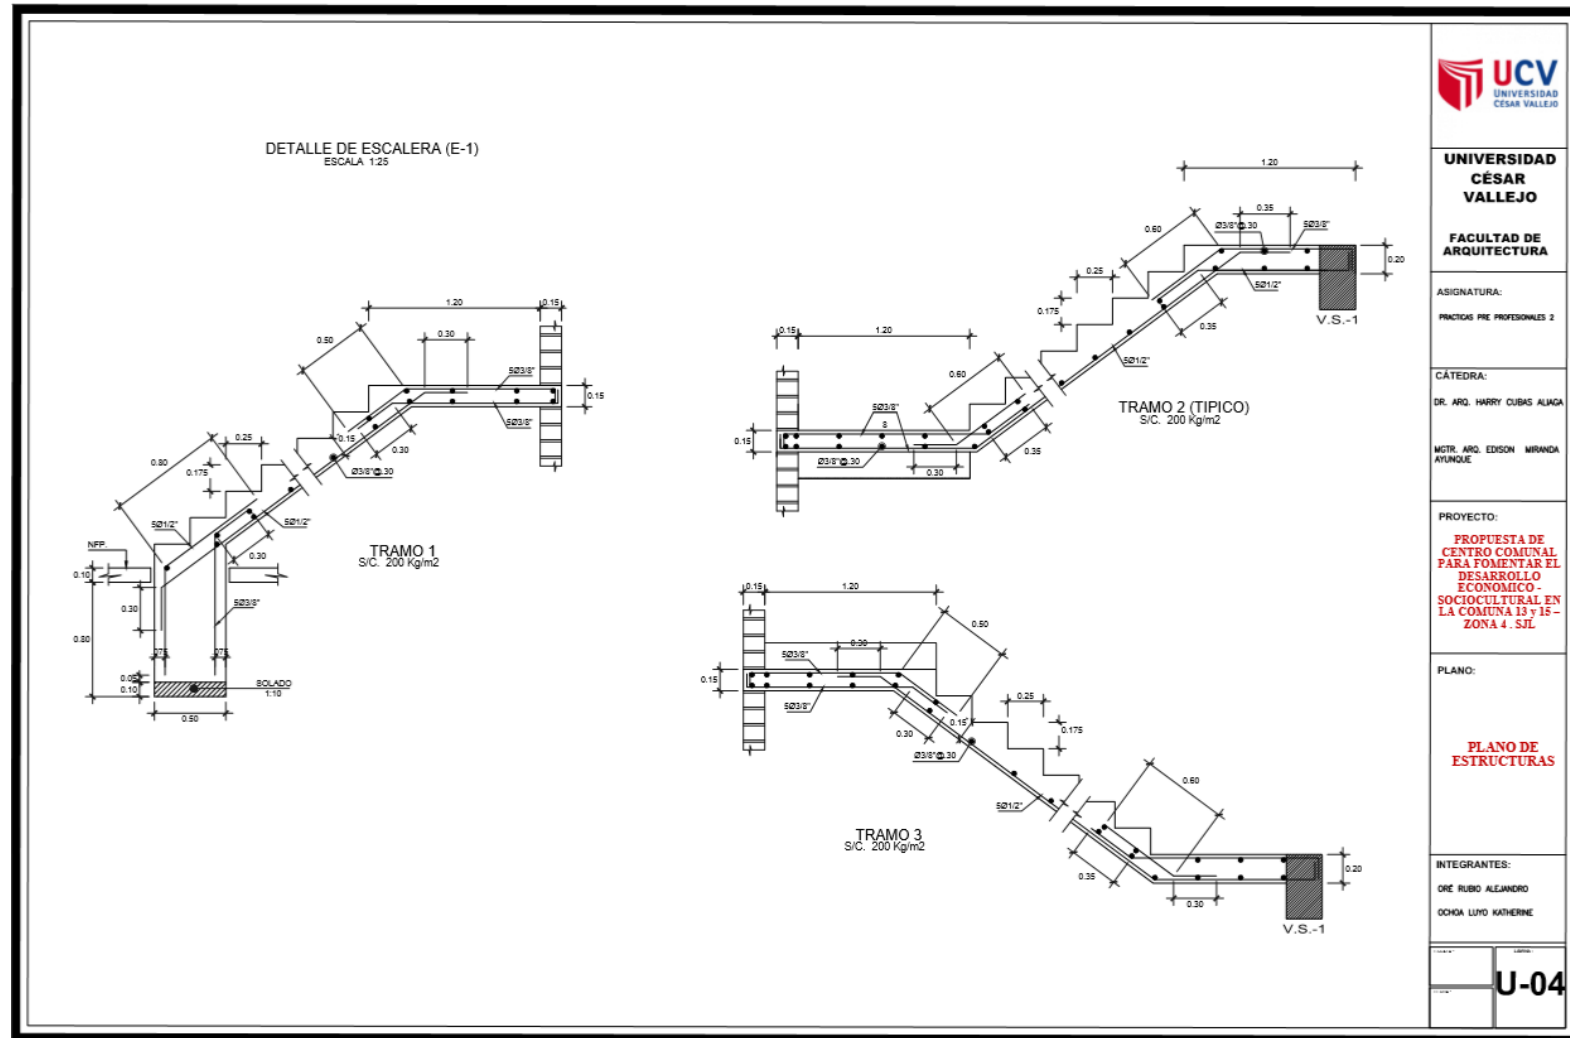 DETALLE DE ESCALERA (E-1)
ESCALA 1:25
1.20
0.15
0.50
0.30
5Ø3/8"
0.15
5Ø3/8"
0.15
0.30
Ø3/8"@.30
0.25
0.80
0.175
5Ø1/2"
5Ø1/2"
0.30
NFP.
0.10
0.30
5Ø3/8"
0.80
.075
.075
0.05
0.10
SOLADO
1:10
0.50
TRAMO 1
S/C. 200 Kg/m2
1.20
0.35
0.60
Ø3/8"@.30
5Ø3/8"
0.20
0.25
5Ø1/2"
0.175
V.S.-1
0.35
0.15
1.20
5Ø1/2"
0.60
5Ø3/8"
8
0.15
0.35
Ø3/8"@.30
0.30
TRAMO 2 (TIPICO)
S/C. 200 Kg/m2
0.15
1.20
0.50
0.30
5Ø3/8"
0.15
5Ø3/8"
0.25
0.15
0.175
0.30
Ø3/8"@.30
0.60
5Ø1/2"
0.35
0.20
0.30
V.S.-1
TRAMO 3
S/C. 200 Kg/m2
UCV
UNIVERSIDAD
CÉSAR VALLEJO
UNIVERSIDAD
CÉSAR
VALLEJO
FACULTAD DE
ARQUITECTURA
ASIGNATURA:
PRACTICAS PRE PROFESIONALES 2
CÁTEDRA:
DR. ARQ. HARRY CUBAS ALIAGA
MGTR. ARQ. EDISON MIRANDA
AYUNQUE
PROYECTO:
PROPUESTA DE
CENTRO COMUNAL
PARA FOMENTAR EL
DESARROLLO
ECONOMICO -
SOCIOCULTURAL EN
LA COMUNA 13 y 15 –
ZONA 4 . SJL
PLANO:
PLANO DE
ESTRUCTURAS
INTEGRANTES:
ORÉ RUBIO ALEJANDRO
OCHOA LUYO KATHERINE
U-04